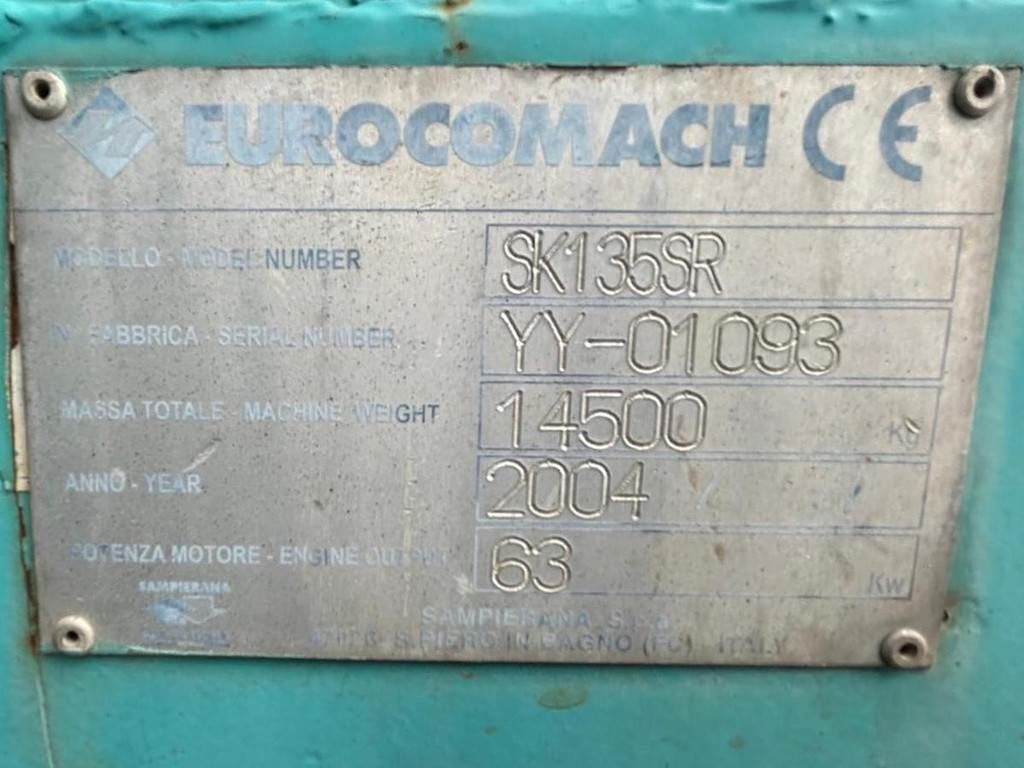 EUROCOMACH CE
MODELLO - MODEL NUMBER SK135SR
FABBRICA - SERIAL NUMBER YY-01093
MASSA TOTALE - MACHINE WEIGHT 14500 KG
ANNO - YEAR 2004
POTENZA MOTORE - ENGINE OUTPUT 63 Kw
SAMPIERANA
SAMPIERANA S.p.a.
S.PIERO IN BAGNO (FO) ITALY